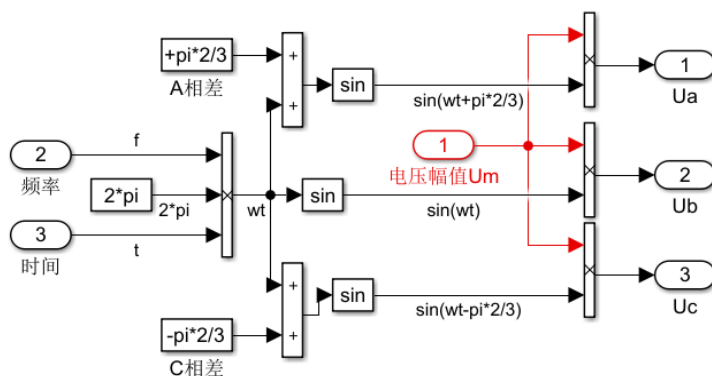 +pi*2/3
A相差
+
+
sin
sin(wt+pi*2/3)
×
1
Ua
2
频率
f
2*pi
2*pi
3
时间
t
×
wt
sin
sin(wt)
1
电压幅值Um
×
2
Ub
+
+
sin
sin(wt-pi*2/3)
×
3
Uc
-pi*2/3
C相差